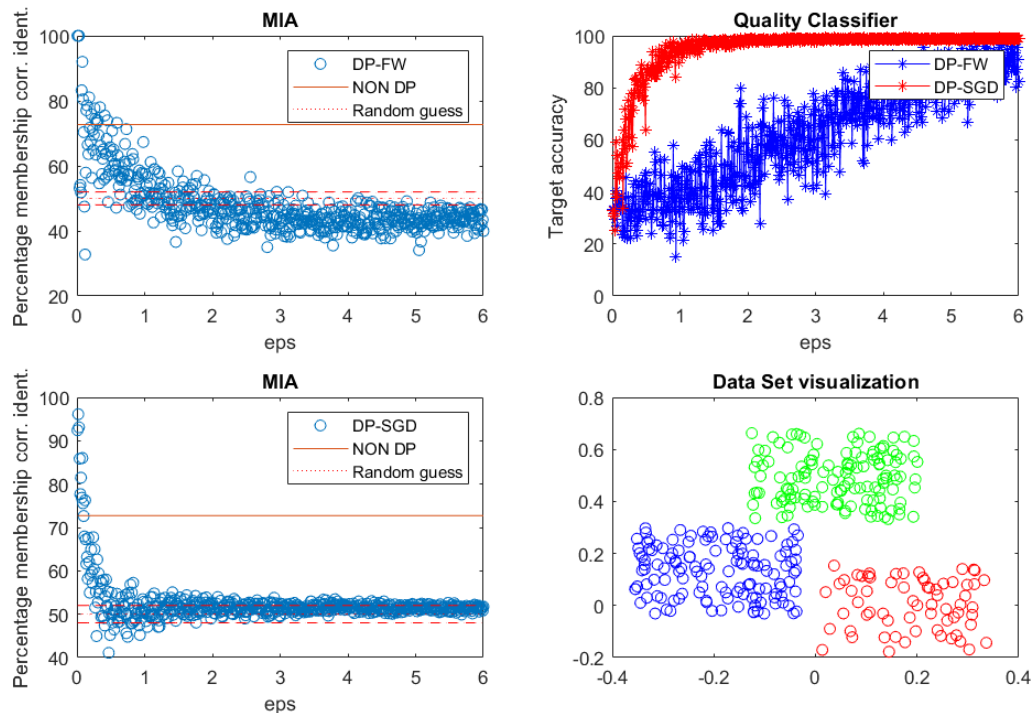 MIA
Percentage membership corr. ident.
100
80
60
40
20
0 1 2 3 4 5 6
eps
DP-FW
NON DP
Random guess
Quality Classifier
Target accuracy
100
80
60
40
20
0
0 1 2 3 4 5 6
eps
DP-FW
DP-SGD
MIA
Percentage membership corr. ident.
100
90
80
70
60
50
40
0 1 2 3 4 5 6
eps
DP-SGD
NON DP
Random guess
Data Set visualization
0.8
0.6
0.4
0.2
0
-0.2
-0.4 -0.2 0 0.2 0.4